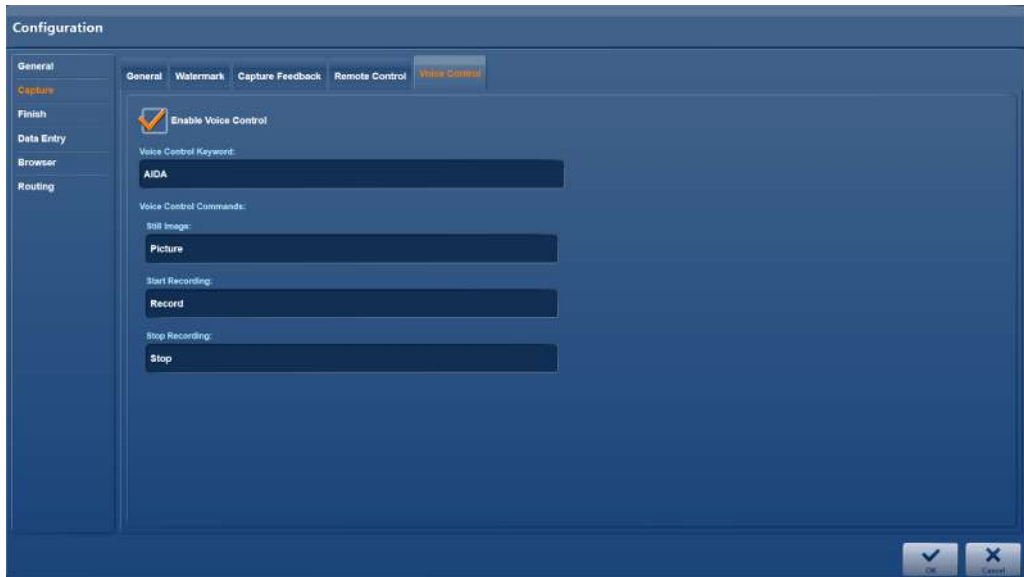 Configuration
General
Capture
Finish
Data Entry
Browser
Routing
General Watermark Capture Feedback Remote Control Voice Control
Enable Voice Control
Voice Control Keyword:
AIDA
Voice Control Commands:
Still Image:
Picture
Start Recording:
Record
Stop Recording:
Stop
OK Cancel